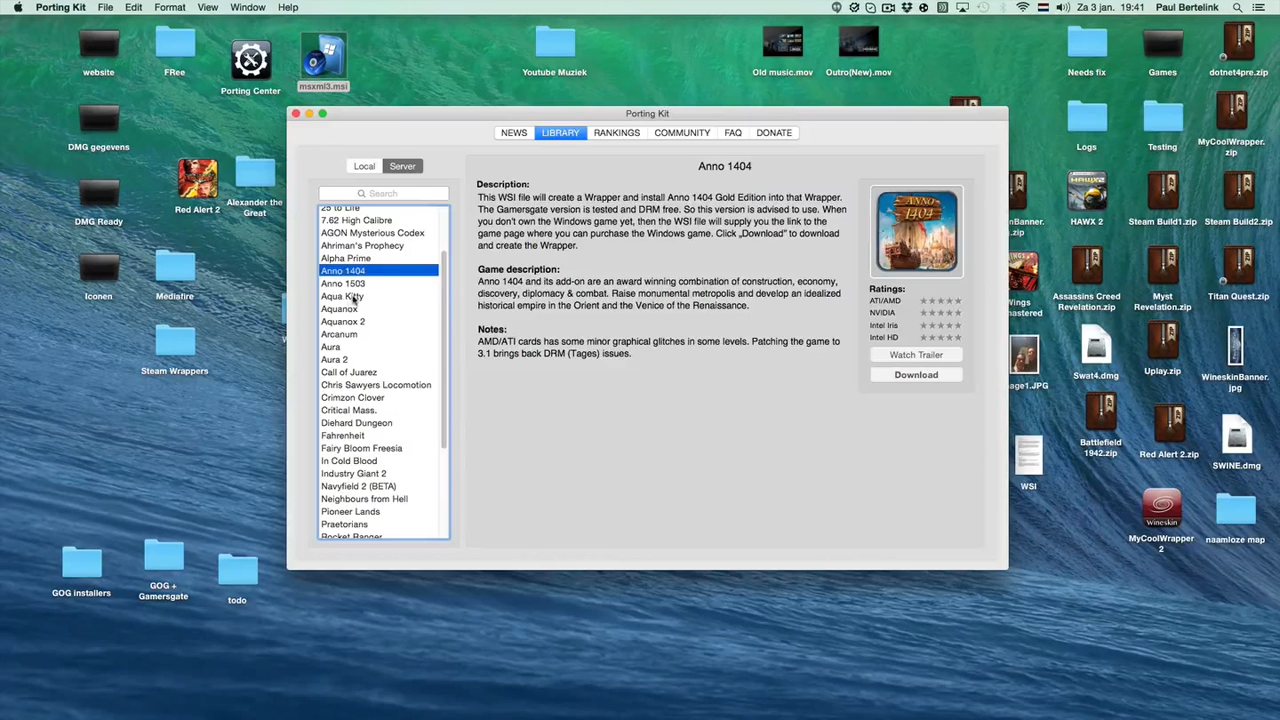 Porting Kit File Edit Format View Window Help
Za 3 jan. 19:41 Paul Bertelink
website
FRee
Porting Center
msxml3.msi
Youtube Muziek
Old music.mov
Outro(New).mov
Needs fix
Games
dotnet4pre.zip
DMG gegevens
Red Alert 2
Alexander the
Great
Logs
Testing
MyCoolWrapper.
zip
DMG Ready
HAWX 2
Steam Build1.zip
Steam Build2.zip
Iconen
Mediafire
Assassins Creed
Revelation.zip
Myst
Revelation.zip
Titan Quest.zip
Steam Wrappers
Swat4.dmg
Uplay.zip
WineskinBanner.
jpg
Battlefield
1942.zip
Red Alert 2.zip
SWINE.dmg
WSI
MyCoolWrapper
2
naamloze map
GOG installers
GOG +
Gamersgate
todo
Porting Kit
NEWS LIBRARY RANKINGS COMMUNITY FAQ DONATE
Local Server
Search
25 to Life
7.62 High Calibre
AGON Mysterious Codex
Ahriman's Prophecy
Alpha Prime
Anno 1404
Anno 1503
Aqua Kitty
Aquanox
Aquanox 2
Arcanum
Aura
Aura 2
Call of Juarez
Chris Sawyers Locomotion
Crimzon Clover
Critical Mass.
Diehard Dungeon
Fahrenheit
Fairy Bloom Freesia
In Cold Blood
Industry Giant 2
Navyfield 2 (BETA)
Neighbours from Hell
Pioneer Lands
Praetorians
Rocket Ranger
Anno 1404
Description:
This WSI file will create a Wrapper and install Anno 1404 Gold Edition into that Wrapper.
The Gamersgate version is tested and DRM free. So this version is advised to use. When
you don't own the Windows game yet, then the WSI file will supply you the link to the
game page where you can purchase the Windows game. Click „Download" to download
and create the Wrapper.
Game description:
Anno 1404 and its add-on are an award winning combination of construction, economy,
discovery, diplomacy & combat. Raise monumental metropolis and develop an idealized
historical empire in the Orient and the Venice of the Renaissance.
Notes:
AMD/ATI cards has some minor graphical glitches in some levels. Patching the game to
3.1 brings back DRM (Tages) issues.
ANNO
1404
Ratings:
ATI/AMD
NVIDIA
Intel Iris
Intel HD
Watch Trailer
Download